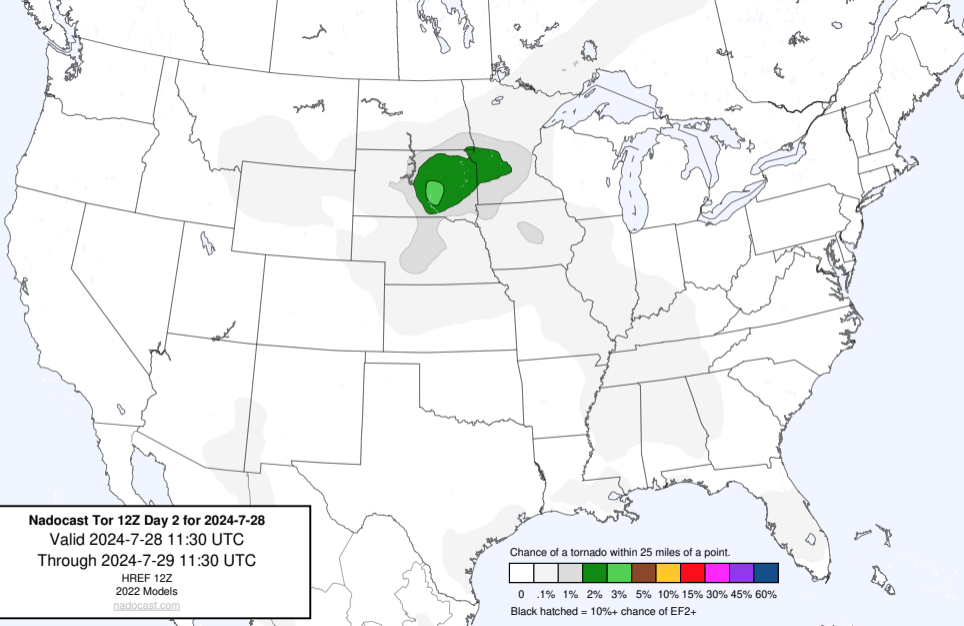 Nadocast Tor 12Z Day 2 for 2024-7-28
Valid 2024-7-28 11:30 UTC
Through 2024-7-29 11:30 UTC
HREF 12Z
2022 Models
nadocast.com
Chance of a tornado within 25 miles of a point.
0 .1% 1% 2% 3% 5% 10% 15% 30% 45% 60%
Black hatched = 10%+ chance of EF2+